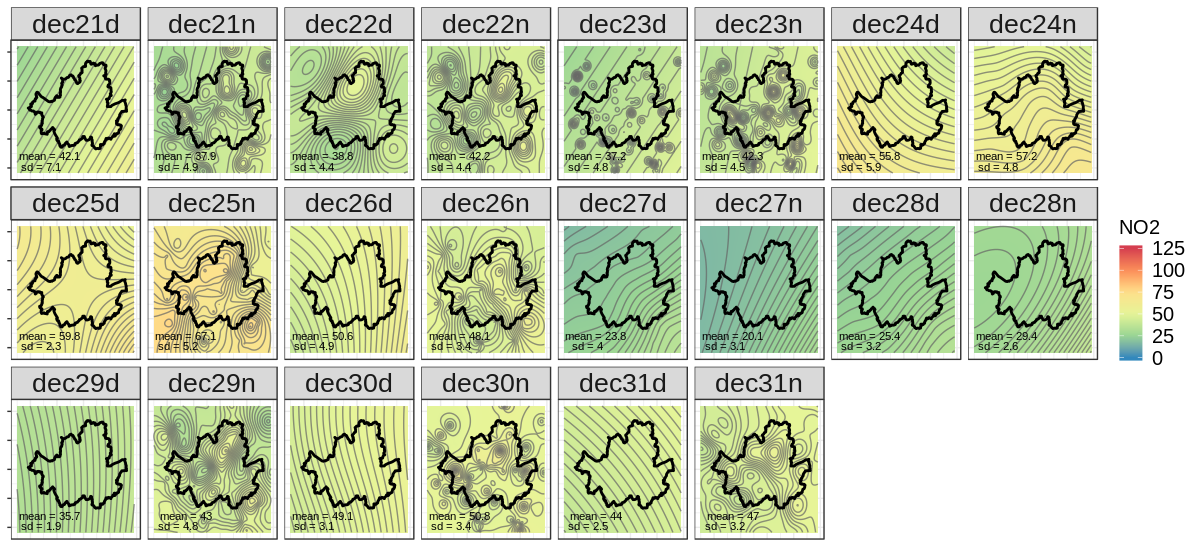 dec21d dec21n dec22d dec22n dec23d dec23n dec24d dec24n
mean = 42.1 mean = 37.9 mean = 38.8 mean = 42.2 mean = 37.2 mean = 42.3 mean = 55.8 mean = 57.2
sd = 7.1 sd = 4.9 sd = 4.4 sd = 4.4 sd = 4.8 sd = 4.5 sd = 5.9 sd = 4.8
dec25d dec25n dec26d dec26n dec27d dec27n dec28d dec28n
mean = 59.8 mean = 67.1 mean = 50.6 mean = 48.1 mean = 23.8 mean = 20.1 mean = 25.4 mean = 29.4
sd = 2.3 sd = 5.2 sd = 4.9 sd = 3.4 sd = 4 sd = 3.1 sd = 3.2 sd = 2.6
dec29d dec29n dec30d dec30n dec31d dec31n
mean = 35.7 mean = 43 mean = 49.1 mean = 50.8 mean = 44 mean = 47
sd = 1.9 sd = 4.8 sd = 3.1 sd = 3.4 sd = 2.5 sd = 3.2
NO2
125
100
75
50
25
0